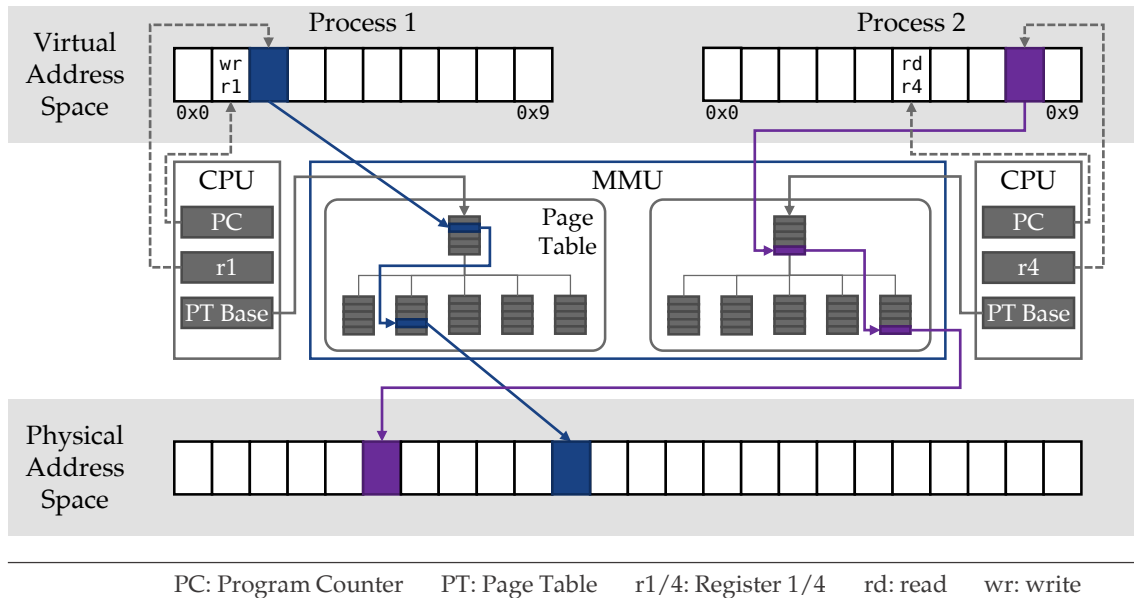 Virtual
Address
Space
Process 1
wr
r1
0x0
0x9
Process 2
rd
r4
0x0
0x9
CPU
PC
r1
PT Base
MMU
Page
Table
CPU
PC
r4
PT Base
Physical
Address
Space
PC: Program Counter PT: Page Table r1/4: Register 1/4 rd: read wr: write